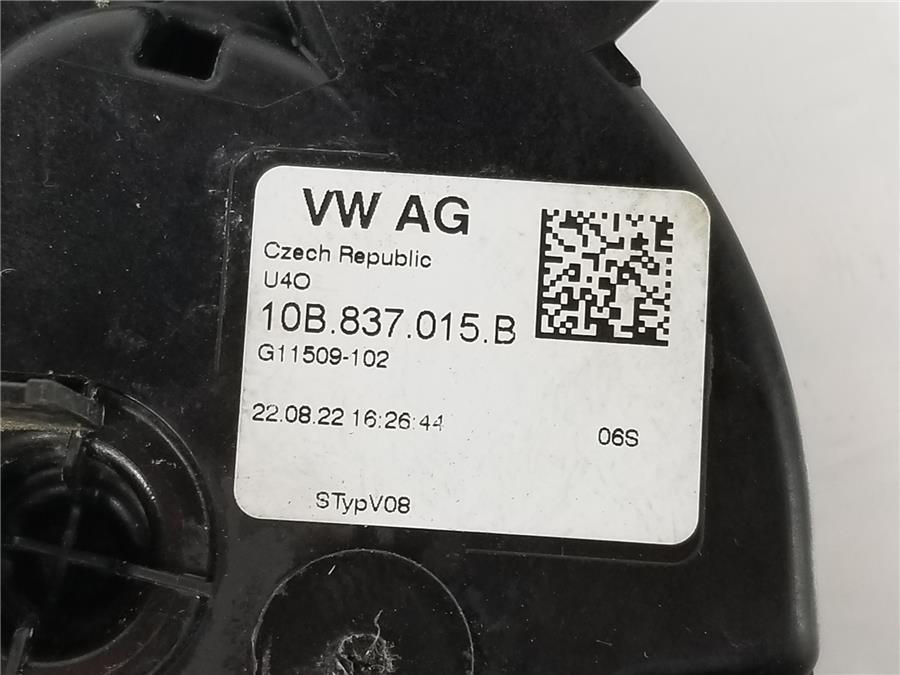 VW AG
Czech Republic
U4O
10B.837.015.B
G11509-102
22.08.22 16:26:44
06S
STypV08